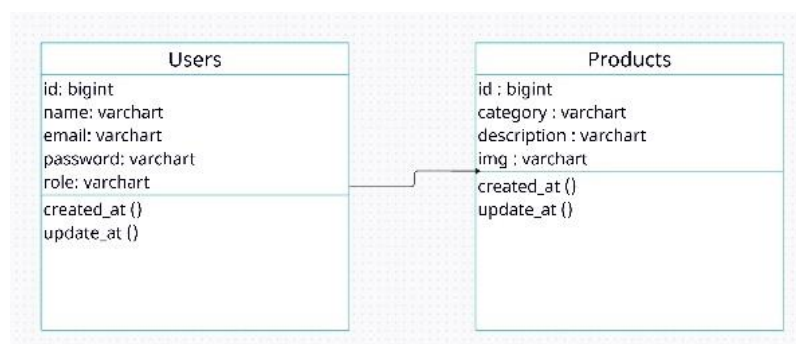 Users
id: bigint
name: varchart
email: varchart
password: varchart
role: varchart
created_at ()
update_at ()
Products
id : bigint
category : varchart
description : varchart
img : varchart
created_at ()
update_at ()